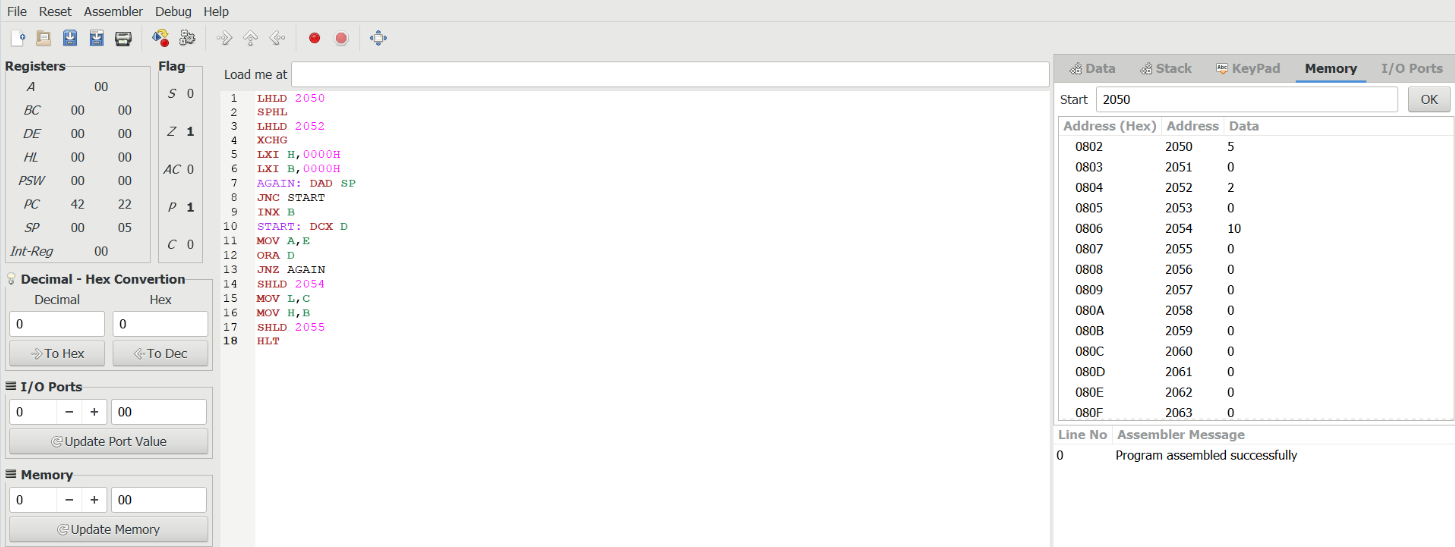 File Reset Assembler Debug Help
Registers
A 00
BC 00 00
DE 00 00
HL 00 00
PSW 00 00
PC 42 22
SP 00 05
Int-Reg 00
Flag
S 0
Z 1
AC 0
P 1
C 0
Decimal - Hex Convertion
Decimal Hex
0 0
To Hex To Dec
I/O Ports
0 − + 00
Update Port Value
Memory
0 − + 00
Update Memory
Load me at
1 LHLD 2050
2 SPHL
3 LHLD 2052
4 XCHG
5 LXI H,0000H
6 LXI B,0000H
7 AGAIN: DAD SP
8 JNC START
9 INX B
10 START: DCX D
11 MOV A,E
12 ORA D
13 JNZ AGAIN
14 SHLD 2054
15 MOV L,C
16 MOV H,B
17 SHLD 2055
18 HLT
Data Stack Abc KeyPad Memory I/O Ports
Start 2050 OK
Address (Hex) Address Data
0802 2050 5
0803 2051 0
0804 2052 2
0805 2053 0
0806 2054 10
0807 2055 0
0808 2056 0
0809 2057 0
080A 2058 0
080B 2059 0
080C 2060 0
080D 2061 0
080E 2062 0
080F 2063 0
Line No Assembler Message
0 Program assembled successfully